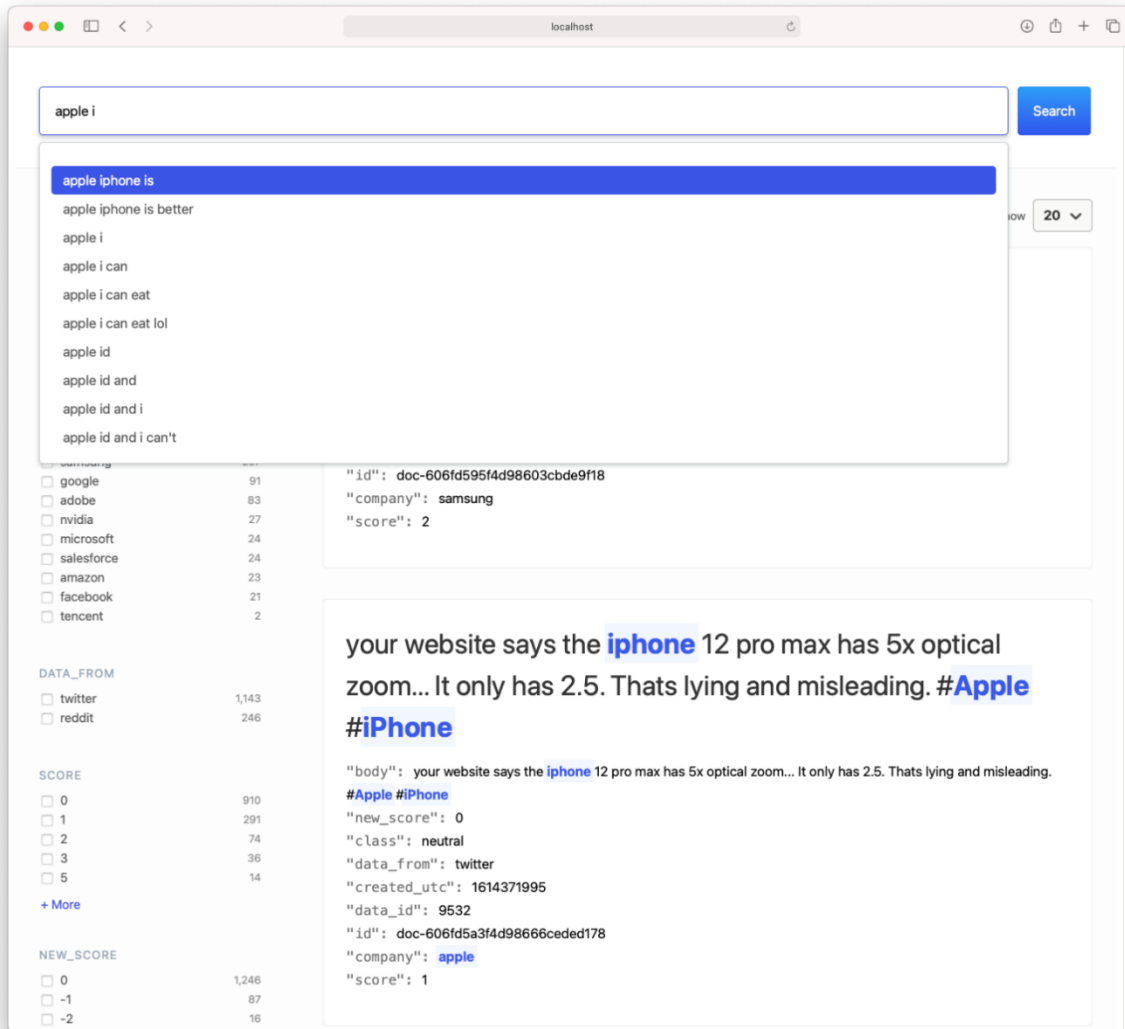 localhost
apple i
Search
apple iphone is
apple iphone is better
apple i
apple i can
apple i can eat
apple i can eat lol
apple id
apple id and
apple id and i
apple id and i can't
20
"id": doc-606fd595f4d98603cbde9f18
"company": samsung
"score": 2
samsung
google 91
adobe 83
nvidia 27
microsoft 24
salesforce 24
amazon 23
facebook 21
tencent 2
DATA_FROM
twitter 1,143
reddit 246
SCORE
0 910
1 291
2 74
3 36
5 14
+ More
NEW_SCORE
0 1,246
-1 87
-2 16
your website says the iphone 12 pro max has 5x optical
zoom... It only has 2.5. Thats lying and misleading. #Apple
#iPhone
"body": your website says the iphone 12 pro max has 5x optical zoom... It only has 2.5. Thats lying and misleading.
#Apple #iPhone
"new_score": 0
"class": neutral
"data_from": twitter
"created_utc": 1614371995
"data_id": 9532
"id": doc-606fd5a3f4d98666ceded178
"company": apple
"score": 1